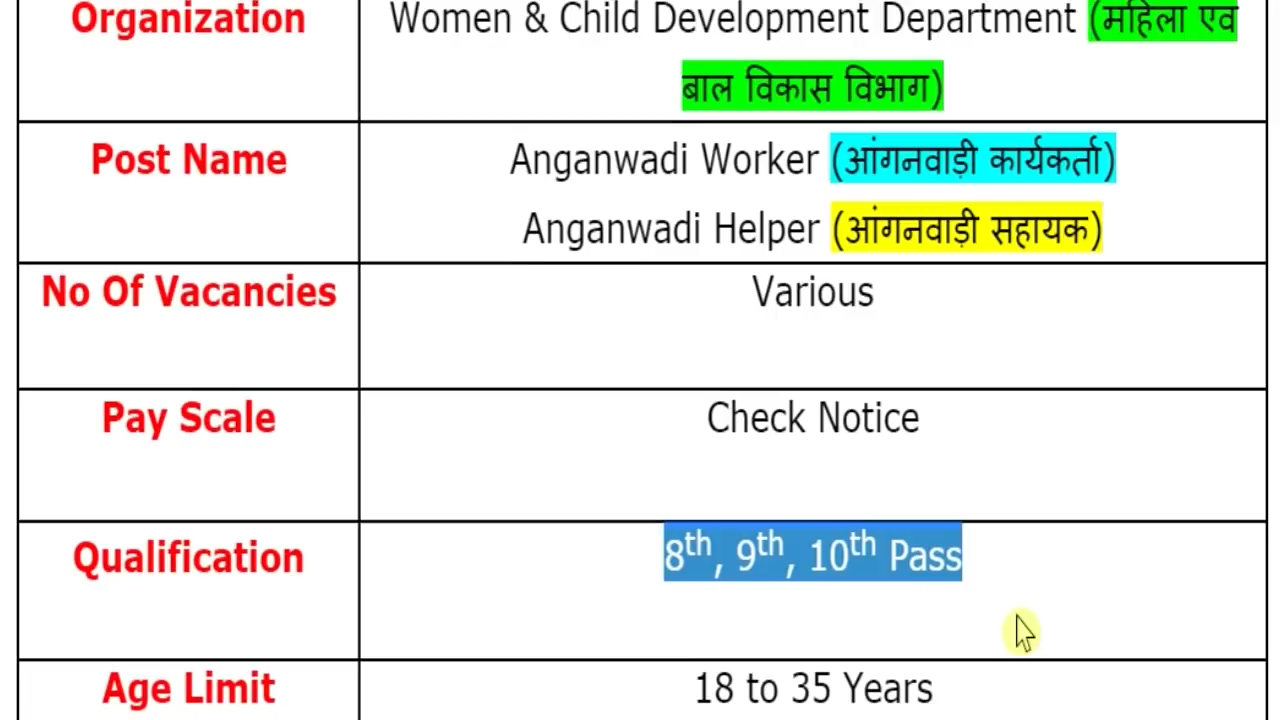 Organization
Women & Child Development Department (महिला एव
बाल विकास विभाग)
Post Name
Anganwadi Worker (आंगनवाड़ी कार्यकर्ता)
Anganwadi Helper (आंगनवाड़ी सहायक)
No Of Vacancies
Various
Pay Scale
Check Notice
Qualification
8th, 9th, 10th Pass
Age Limit
18 to 35 Years